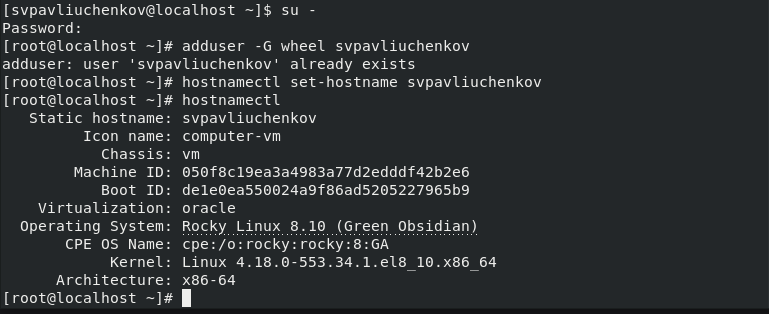 [svpavliuchenkov@localhost ~]$ su -
Password:
[root@localhost ~]# adduser -G wheel svpavliuchenkov
adduser: user 'svpavliuchenkov' already exists
[root@localhost ~]# hostnamectl set-hostname svpavliuchenkov
[root@localhost ~]# hostnamectl
   Static hostname: svpavliuchenkov
         Icon name: computer-vm
           Chassis: vm
        Machine ID: 050f8c19ea3a4983a77d2edddf42b2e6
           Boot ID: de1e0ea550024a9f86ad5205227965b9
    Virtualization: oracle
  Operating System: Rocky Linux 8.10 (Green Obsidian)
       CPE OS Name: cpe:/o:rocky:rocky:8:GA
            Kernel: Linux 4.18.0-553.34.1.el8_10.x86_64
      Architecture: x86-64
[root@localhost ~]#